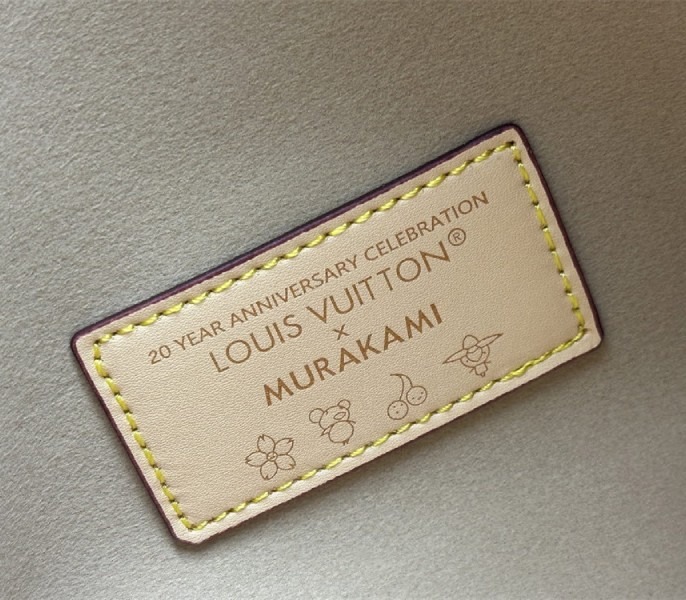 20 YEAR ANNIVERSARY CELEBRATION
LOUIS VUITTON®
×
MURAKAMI